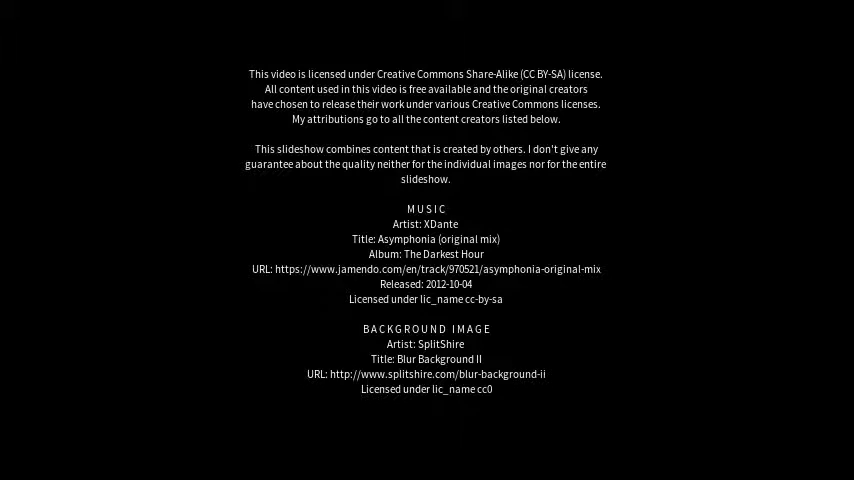 This video is licensed under Creative Commons Share-Alike (CC BY-SA) license.
All content used in this video is free available and the original creators
have chosen to release their work under various Creative Commons licenses.
My attributions go to all the content creators listed below.
This slideshow combines content that is created by others. I don't give any
guarantee about the quality neither for the individual images nor for the entire
slideshow.
MUSIC
Artist: XDante
Title: Asymphonia (original mix)
Album: The Darkest Hour
URL: https://www.jamendo.com/en/track/970521/asymphonia-original-mix
Released: 2012-10-04
Licensed under lic_name cc-by-sa
BACKGROUND IMAGE
Artist: SplitShire
Title: Blur Background II
URL: http://www.splitshire.com/blur-background-ii
Licensed under lic_name cc0